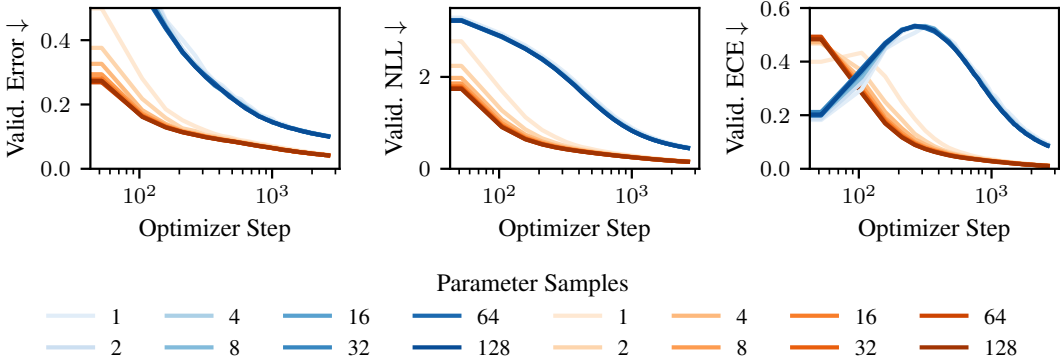 Valid. Error ↓
0.4
0.2
0.0
10²
10³
Optimizer Step
Valid. NLL ↓
2
0
10²
10³
Optimizer Step
Valid. ECE ↓
0.6
0.4
0.2
0.0
10²
10³
Optimizer Step
Parameter Samples
1 4 16 64 1 4 16 64
2 8 32 128 2 8 32 128